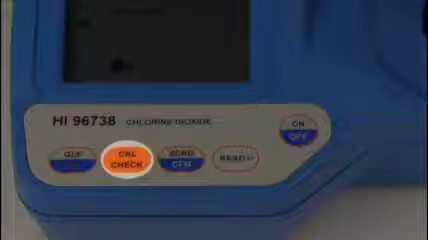 HI 96738 CHLORINE DIOXIDE
ON
OFF
GLP
CAL
CHECK
ZERO
CFM
READ